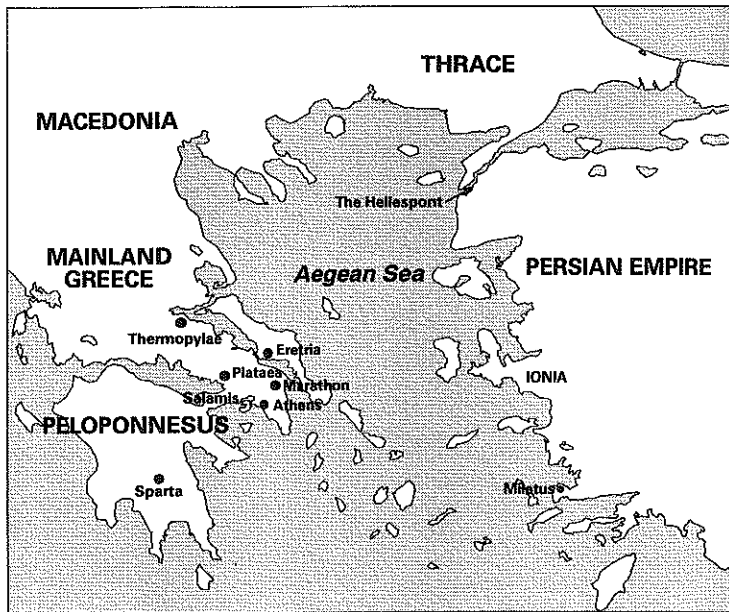 THRACE
MACEDONIA
The Hellespont
MAINLAND
GREECE
Aegean Sea
PERSIAN EMPIRE
Thermopylae
Eretria
Plataea
Marathon
IONIA
Salamis
Athens
PELOPONNESUS
Sparta
Miletus